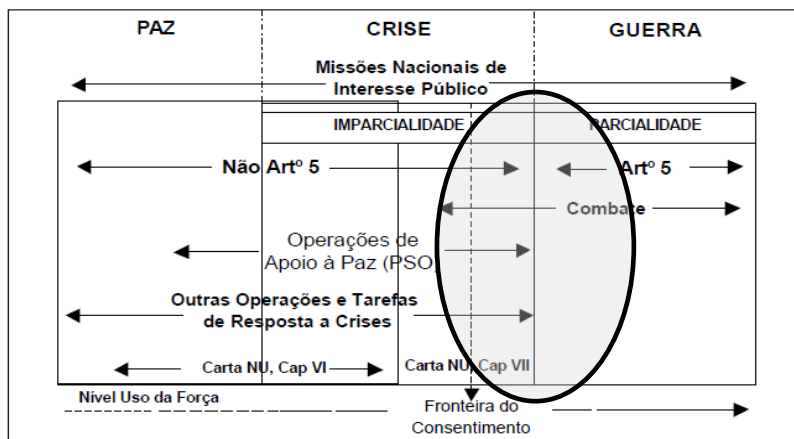 PAZ CRISE GUERRA
Missões Nacionais de
Interesse Público
IMPARCIALIDADE PARCIALIDADE
Não Artº 5 Artº 5
Combate
Operações de
Apoio à Paz (PSO)
Outras Operações e Tarefas
de Resposta a Crises
Carta NU, Cap VI Carta NU, Cap VII
Nível Uso da Força
Fronteira do
Consentimento